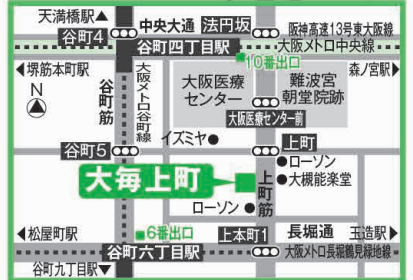 天満橋駅▲
中央大通 法円坂 阪神高速13号東大阪線
谷町4
谷町四丁目駅 大阪メトロ中央線
10番出口
◀堺筋本町駅 森ノ宮駅▶
N
谷町筋
大阪メトロ谷町線
大阪医療センター
難波宮朝堂院跡
大阪医療センター前
イズミヤ●
谷町5 上町
●ローソン
●大槻能楽堂
大毎上町
上町筋
ローソン●
◀松屋町駅 6番出口 上本町1 長堀通 玉造駅▶
谷町六丁目駅 大阪メトロ長堀鶴見緑地線
谷町九丁目駅▼